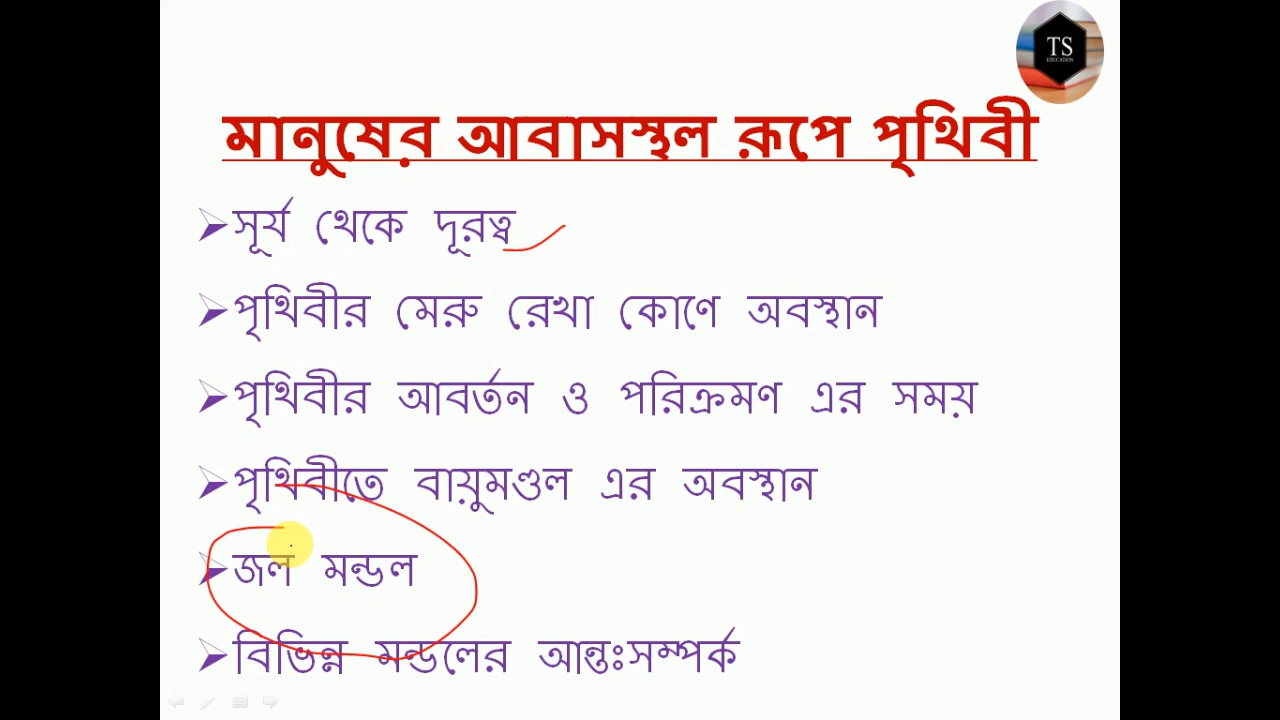 TS
EDUCATION
মানুষের আবাসস্থল রূপে পৃথিবী
সূর্য থেকে দূরত্ব
পৃথিবীর মেরু রেখা কোণে অবস্থান
পৃথিবীর আবর্তন ও পরিক্রমণ এর সময়
পৃথিবীতে বায়ুমণ্ডল এর অবস্থান
জল মন্ডল
বিভিন্ন মন্ডলের আন্তঃসম্পর্ক